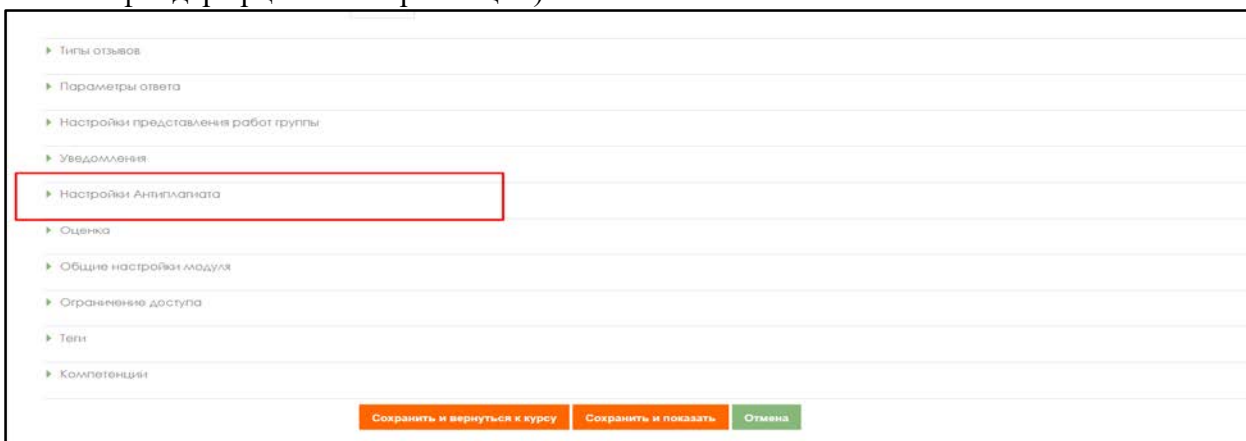 Типы отзывов
Параметры ответа
Настройки представления работ группы
Уведомления
Настройки Антиплагиата
Оценка
Общие настройки модуля
Ограничение доступа
Теги
Компетенции
Сохранить и вернуться к курсу Сохранить и показать Отмена